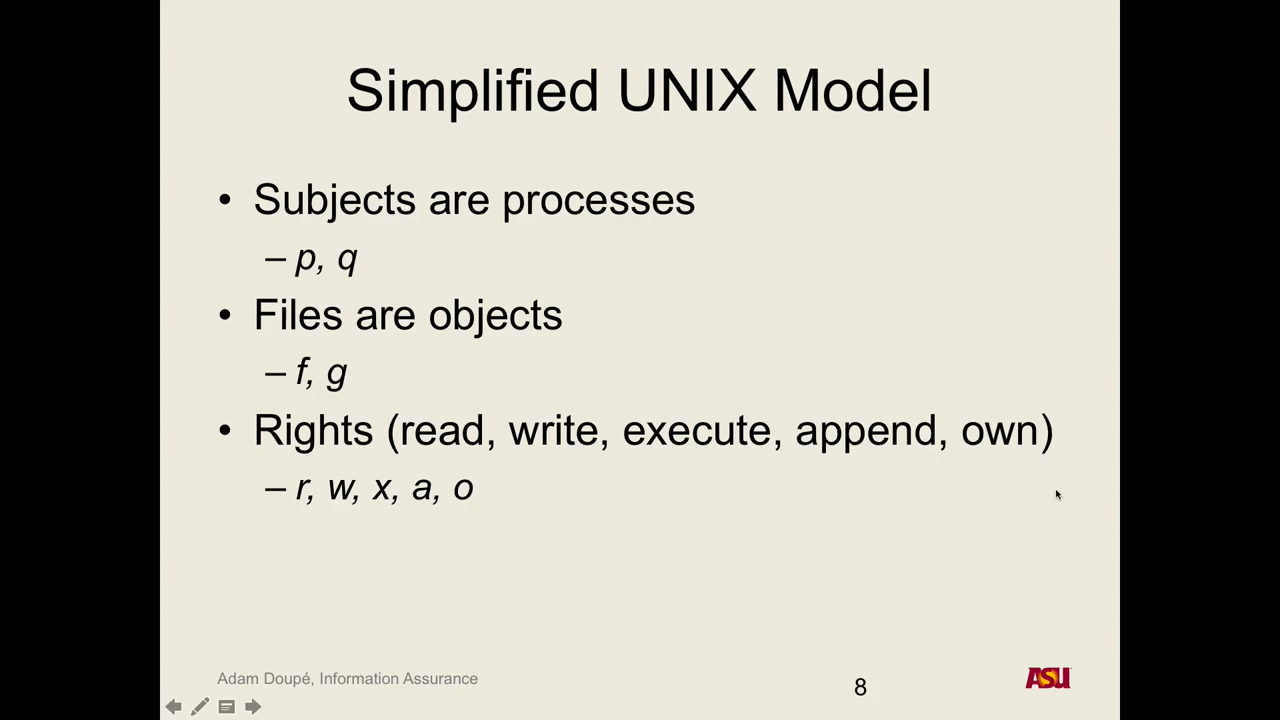 Simplified UNIX Model
• Subjects are processes
– p, q
• Files are objects
– f, g
• Rights (read, write, execute, append, own)
– r, w, x, a, o
Adam Doupé, Information Assurance
8
ASU